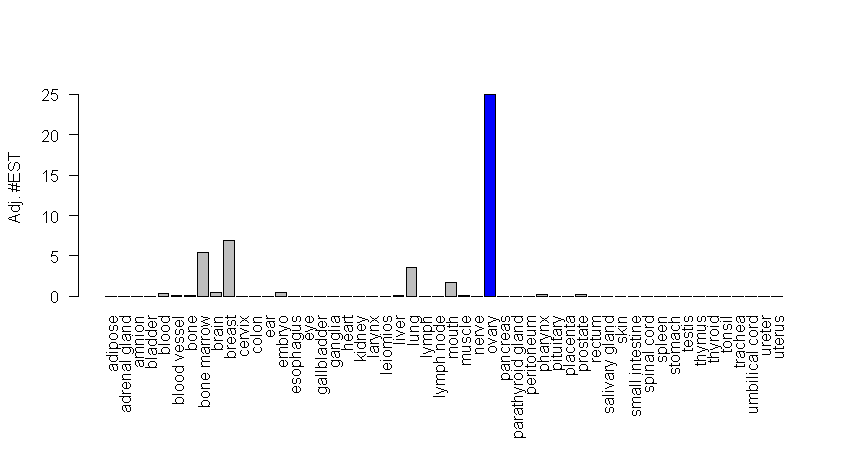 Adj. #EST
25
20
15
10
5
0
adipose
adrenal gland
amnion
bladder
blood
blood vessel
bone
bone marrow
brain
breast
cervix
colon
ear
embryo
esophagus
eye
gallbladder
ganglia
heart
kidney
larynx
leiomios
liver
lung
lymph
lymph node
mouth
muscle
nerve
ovary
pancreas
parathyroid gland
peritoneum
pharynx
pituitary
placenta
prostate
rectum
salivary gland
skin
small intestine
spinal cord
spleen
stomach
testis
thymus
thyroid
tonsil
trachea
umbilical cord
ureter
uterus